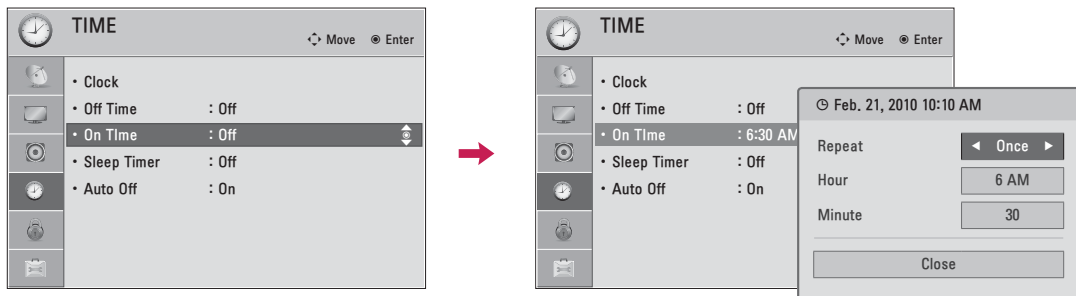 TIME
Move Enter
• Clock
• Off Time : Off
• On TIme : Off
• Sleep Timer : Off
• Auto Off : On
TIME
Move Enter
• Clock
• Off Time : Off
• On TIme : 6:30 AM
• Sleep Timer : Off
• Auto Off : On
Feb. 21, 2010 10:10 AM
Repeat ◄ Once ►
Hour 6 AM
Minute 30
Close